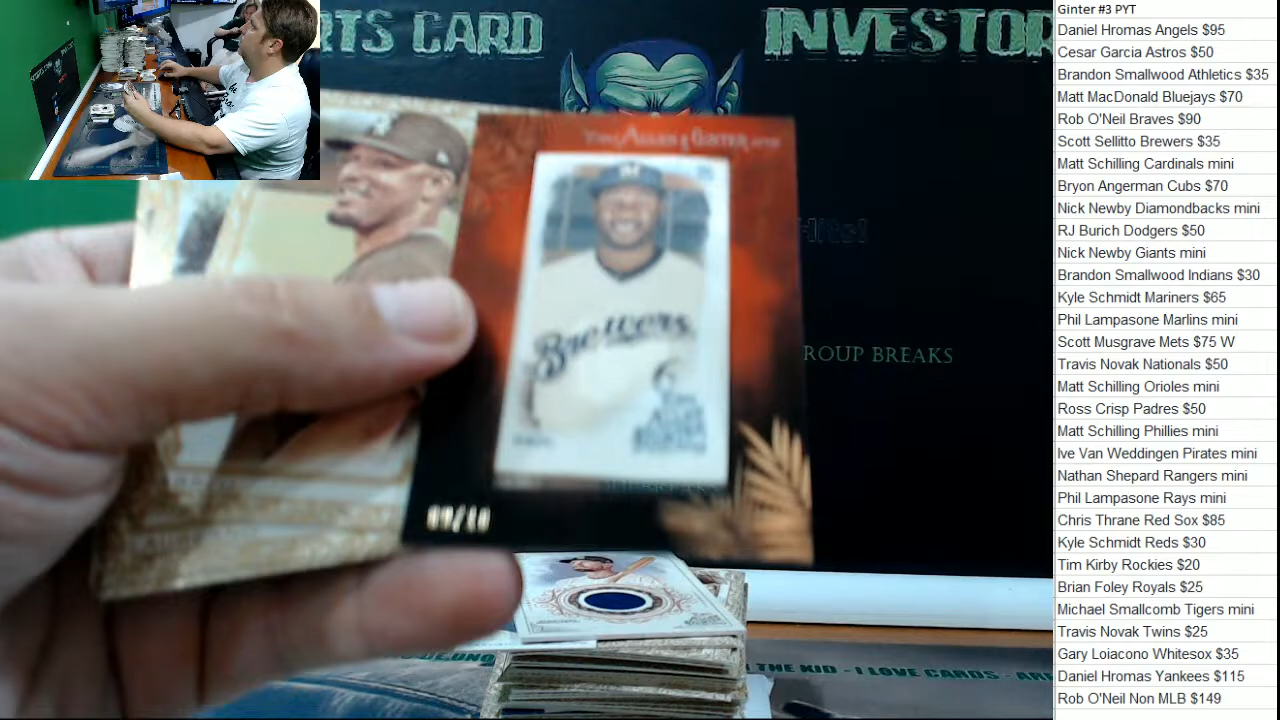 RTS CARD
INVESTOR
Brewers
6
ROUP BREAKS
THE KID - I LOVE CARDS - AR
Ginter #3 PYT
Daniel Hromas Angels $95
Cesar Garcia Astros $50
Brandon Smallwood Athletics $35
Matt MacDonald Bluejays $70
Rob O'Neil Braves $90
Scott Sellitto Brewers $35
Matt Schilling Cardinals mini
Bryon Angerman Cubs $70
Nick Newby Diamondbacks mini
RJ Burich Dodgers $50
Nick Newby Giants mini
Brandon Smallwood Indians $30
Kyle Schmidt Mariners $65
Phil Lampasone Marlins mini
Scott Musgrave Mets $75 W
Travis Novak Nationals $50
Matt Schilling Orioles mini
Ross Crisp Padres $50
Matt Schilling Phillies mini
Ive Van Weddingen Pirates mini
Nathan Shepard Rangers mini
Phil Lampasone Rays mini
Chris Thrane Red Sox $85
Kyle Schmidt Reds $30
Tim Kirby Rockies $20
Brian Foley Royals $25
Michael Smallcomb Tigers mini
Travis Novak Twins $25
Gary Loiacono Whitesox $35
Daniel Hromas Yankees $115
Rob O'Neil Non MLB $149